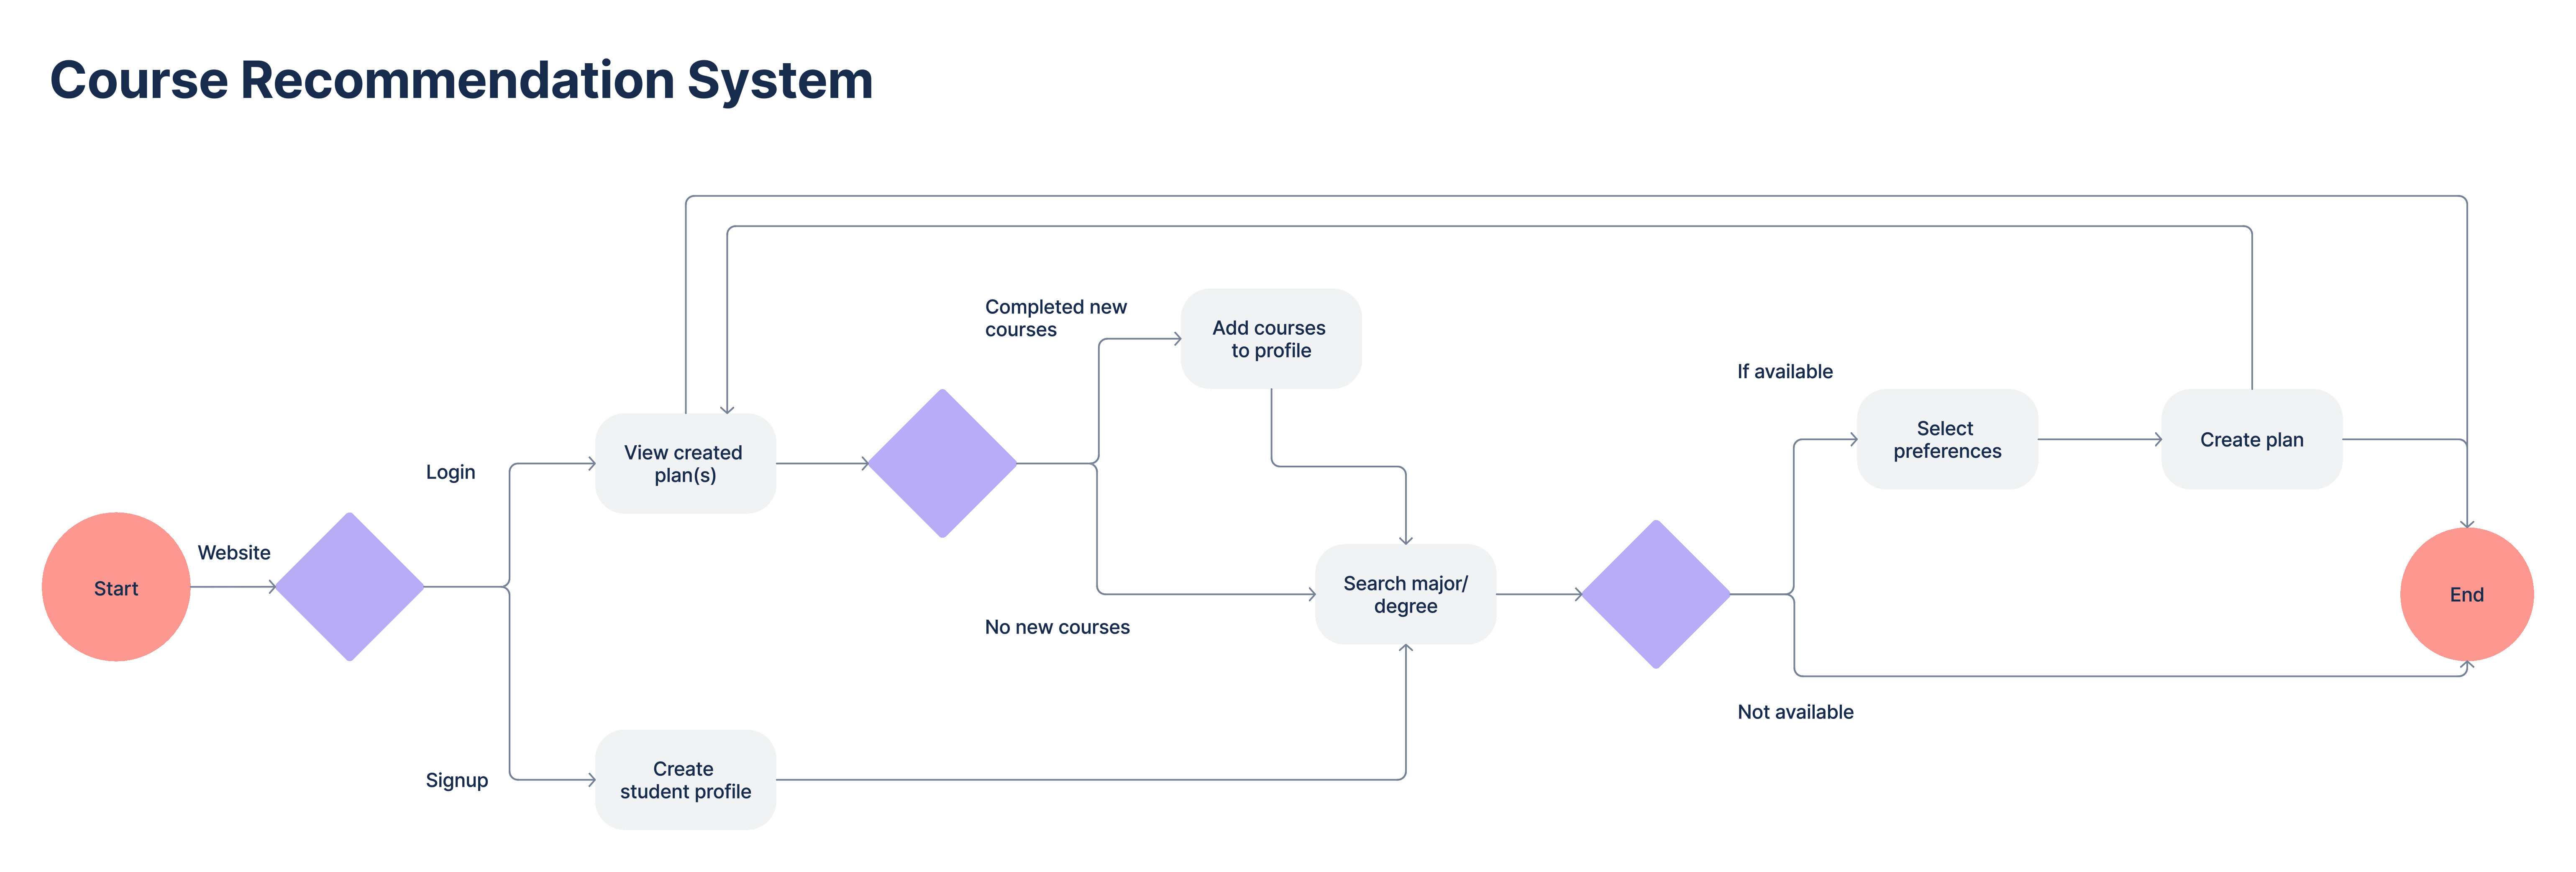 Course Recommendation System
Completed new
courses
Add courses
to profile
If available
Login
View created
plan(s)
Select
preferences
Create plan
Website
Start
No new courses
Search major/
degree
End
Not available
Signup
Create
student profile